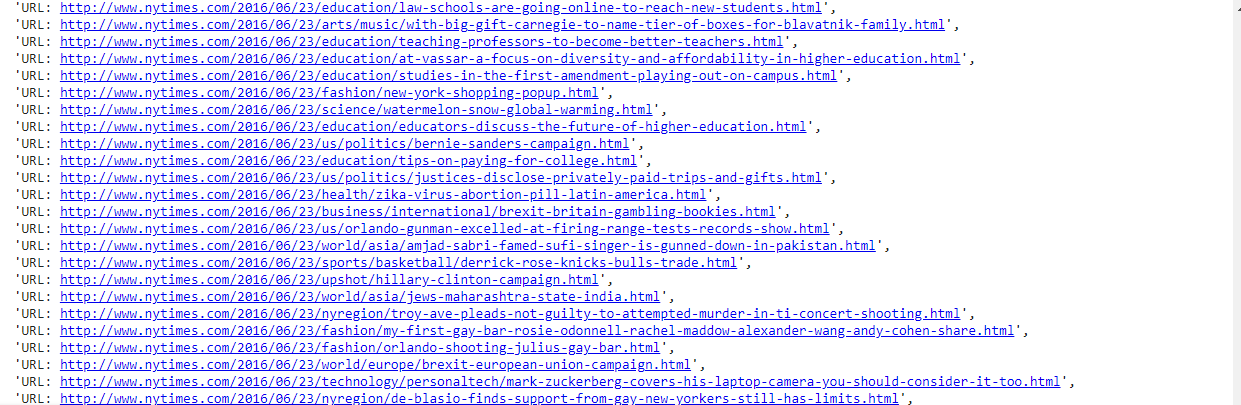 'URL: http://www.nytimes.com/2016/06/23/education/law-schools-are-going-online-to-reach-new-students.html',
'URL: http://www.nytimes.com/2016/06/23/arts/music/with-big-gift-carnegie-to-name-tier-of-boxes-for-blavatnik-family.html',
'URL: http://www.nytimes.com/2016/06/23/education/teaching-professors-to-become-better-teachers.html',
'URL: http://www.nytimes.com/2016/06/23/education/at-vassar-a-focus-on-diversity-and-affordability-in-higher-education.html',
'URL: http://www.nytimes.com/2016/06/23/education/studies-in-the-first-amendment-playing-out-on-campus.html',
'URL: http://www.nytimes.com/2016/06/23/fashion/new-york-shopping-popup.html',
'URL: http://www.nytimes.com/2016/06/23/science/watermelon-snow-global-warming.html',
'URL: http://www.nytimes.com/2016/06/23/education/educators-discuss-the-future-of-higher-education.html',
'URL: http://www.nytimes.com/2016/06/23/us/politics/bernie-sanders-campaign.html',
'URL: http://www.nytimes.com/2016/06/23/education/tips-on-paying-for-college.html',
'URL: http://www.nytimes.com/2016/06/23/us/politics/justices-disclose-privately-paid-trips-and-gifts.html',
'URL: http://www.nytimes.com/2016/06/23/health/zika-virus-abortion-pill-latin-america.html',
'URL: http://www.nytimes.com/2016/06/23/business/international/brexit-britain-gambling-bookies.html',
'URL: http://www.nytimes.com/2016/06/23/us/orlando-gunman-excelled-at-firing-range-tests-records-show.html',
'URL: http://www.nytimes.com/2016/06/23/world/asia/amjad-sabri-famed-sufi-singer-is-gunned-down-in-pakistan.html',
'URL: http://www.nytimes.com/2016/06/23/sports/basketball/derrick-rose-knicks-bulls-trade.html',
'URL: http://www.nytimes.com/2016/06/23/upshot/hillary-clinton-campaign.html',
'URL: http://www.nytimes.com/2016/06/23/world/asia/jews-maharashtra-state-india.html',
'URL: http://www.nytimes.com/2016/06/23/nyregion/troy-ave-pleads-not-guilty-to-attempted-murder-in-ti-concert-shooting.html',
'URL: http://www.nytimes.com/2016/06/23/fashion/my-first-gay-bar-rosie-odonnell-rachel-maddow-alexander-wang-andy-cohen-share.html',
'URL: http://www.nytimes.com/2016/06/23/fashion/orlando-shooting-julius-gay-bar.html',
'URL: http://www.nytimes.com/2016/06/23/world/europe/brexit-european-union-campaign.html',
'URL: http://www.nytimes.com/2016/06/23/technology/personaltech/mark-zuckerberg-covers-his-laptop-camera-you-should-consider-it-too.html',
'URL: http://www.nytimes.com/2016/06/23/nyregion/de-blasio-finds-support-from-gay-new-yorkers-still-has-limits.html',